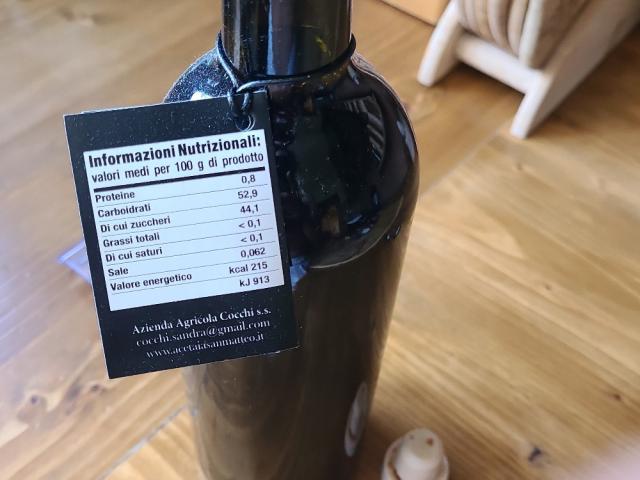 Informazioni Nutrizionali:
valori medi per 100 g di prodotto
Proteine 0,8
Carboidrati 52,9
Di cui zuccheri 44,1
Grassi totali < 0,1
Di cui saturi < 0,1
Sale 0,062
Valore energetico kcal 215
kJ 913
Azienda Agricola Cocchi s.s.
cocchi.sandra@gmail.com
www.acetaiasanmatteo.it